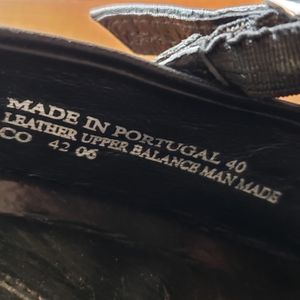 MADE IN PORTUGAL 40
LEATHER UPPER BALANCE MAN MADE
CO 42 06